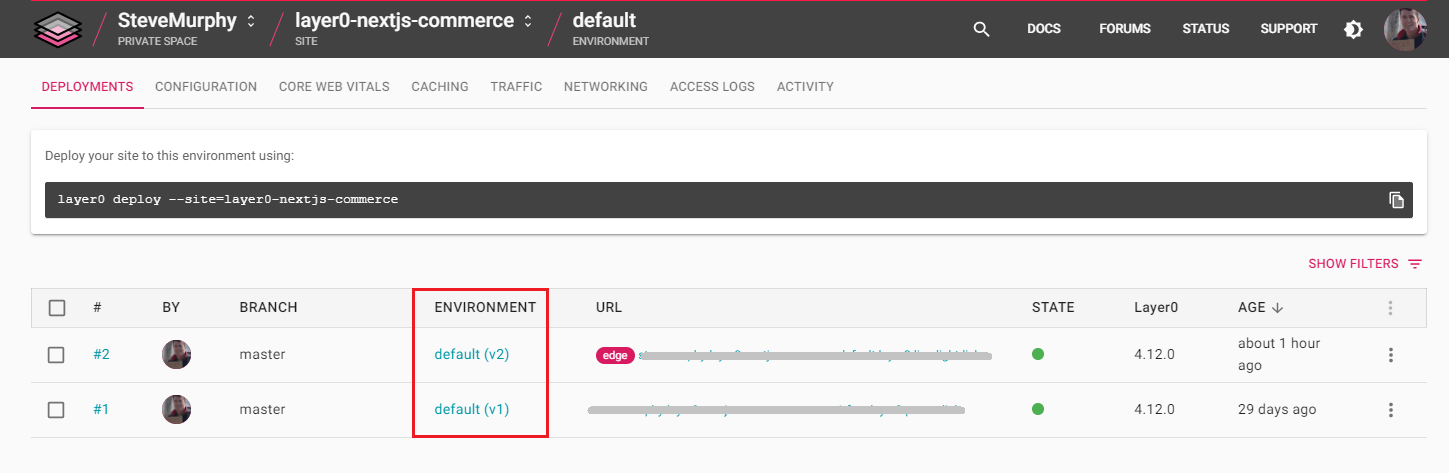 SteveMurphy layer0-nextjs-commerce default
PRIVATE SPACE SITE ENVIRONMENT
DOCS FORUMS STATUS SUPPORT
DEPLOYMENTS CONFIGURATION CORE WEB VITALS CACHING TRAFFIC NETWORKING ACCESS LOGS ACTIVITY
Deploy your site to this environment using:
layer0 deploy --site=layer0-nextjs-commerce
SHOW FILTERS
# BY BRANCH ENVIRONMENT URL STATE Layer0 AGE
#2 master default (v2) edge 4.12.0 about 1 hour
ago
#1 master default (v1) 4.12.0 29 days ago